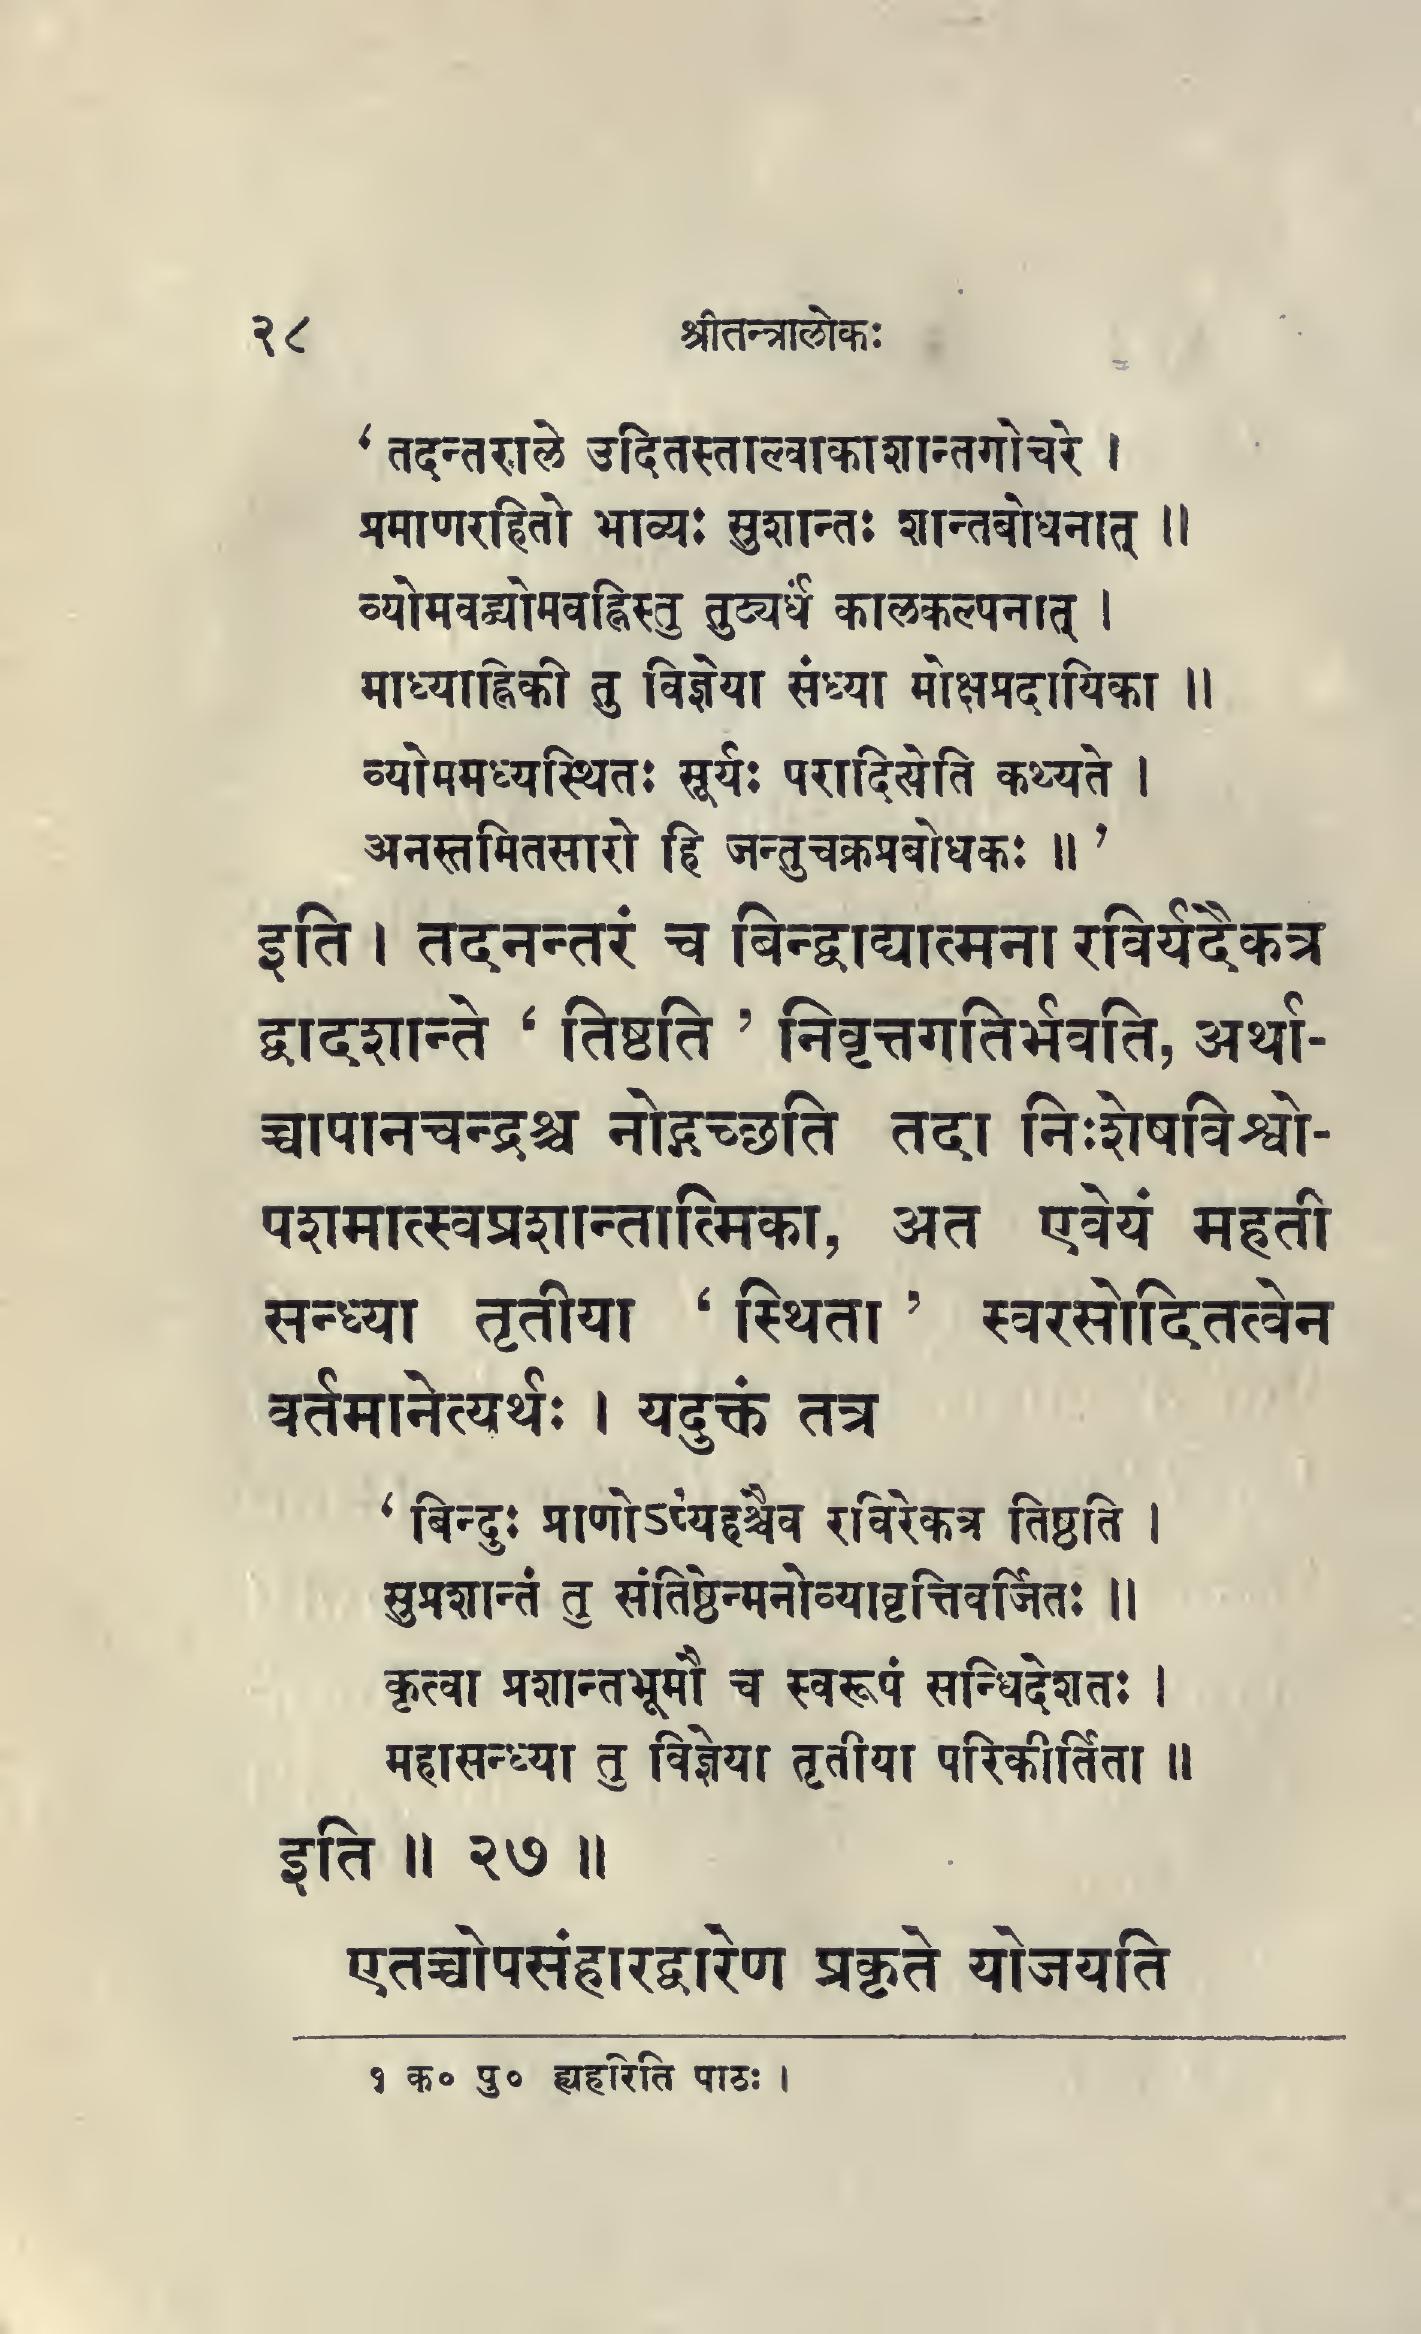 २८ श्रीतन्त्रालोकः
‘ तदन्तराले उदितस्ताल्वाकाशान्तगोचरे ।
प्रमाणरहितो भाव्यः सुशान्तः शान्तबोधनात् ॥
व्योमवद्व्योमवह्निस्तु तुट्यर्धं कालकल्पनात् ।
माध्याह्निकी तु विज्ञेया संध्या मोक्षप्रदायिका ॥
व्योममध्यस्थितः सूर्यः परादित्येति कथ्यते ।
अनस्तमितसारो हि जन्तुचक्रप्रबोधकः ॥ ’
इति । तदनन्तरं च बिन्द्वाद्यात्मना रविर्यदैकत्र
द्वादशान्ते ‘ तिष्ठति ’ निवृत्तगतिर्भवति, अर्था-
च्चापानचन्द्रश्च नोद्गच्छति तदा निःशेषविश्वो-
पशमात्स्वप्रशान्तात्मिका, अत एवेयं महती
सन्ध्या तृतीया ‘ स्थिता ’ स्वरसोदितत्वेन
वर्तमानेत्यर्थः । यदुक्तं तत्र
‘ बिन्दुः प्राणोऽप्यहश्चैव रविरेकत्र तिष्ठति ।
सुप्रशान्तं तु संतिष्ठेन्मनोव्यावृत्तिवर्जितः ॥
कृत्वा प्रशान्तभूमौ च स्वरूपं सन्धिदेशतः ।
महासन्ध्या तु विज्ञेया तृतीया परिकीर्तिता ॥
इति ॥ २७ ॥
एतच्चोपसंहारद्वारेण प्रकृते योजयति
१ क० पु० ह्यहरिति पाठः ।